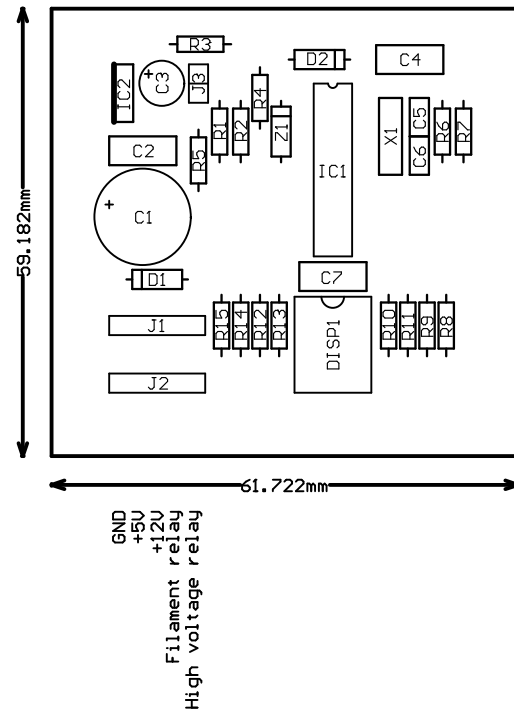 R3
D2
C4
IC2
+
C3
J3
R4
R1
R2
Z1
X1
C5
C6
R6
R7
C2
R5
IC1
+
C1
59.182mm
D1
C7
J1
J2
R15
R14
R12
R13
DISP1
R10
R11
R9
R8
61.722mm
GND
+5V
+12V
Filament relay
High voltage relay